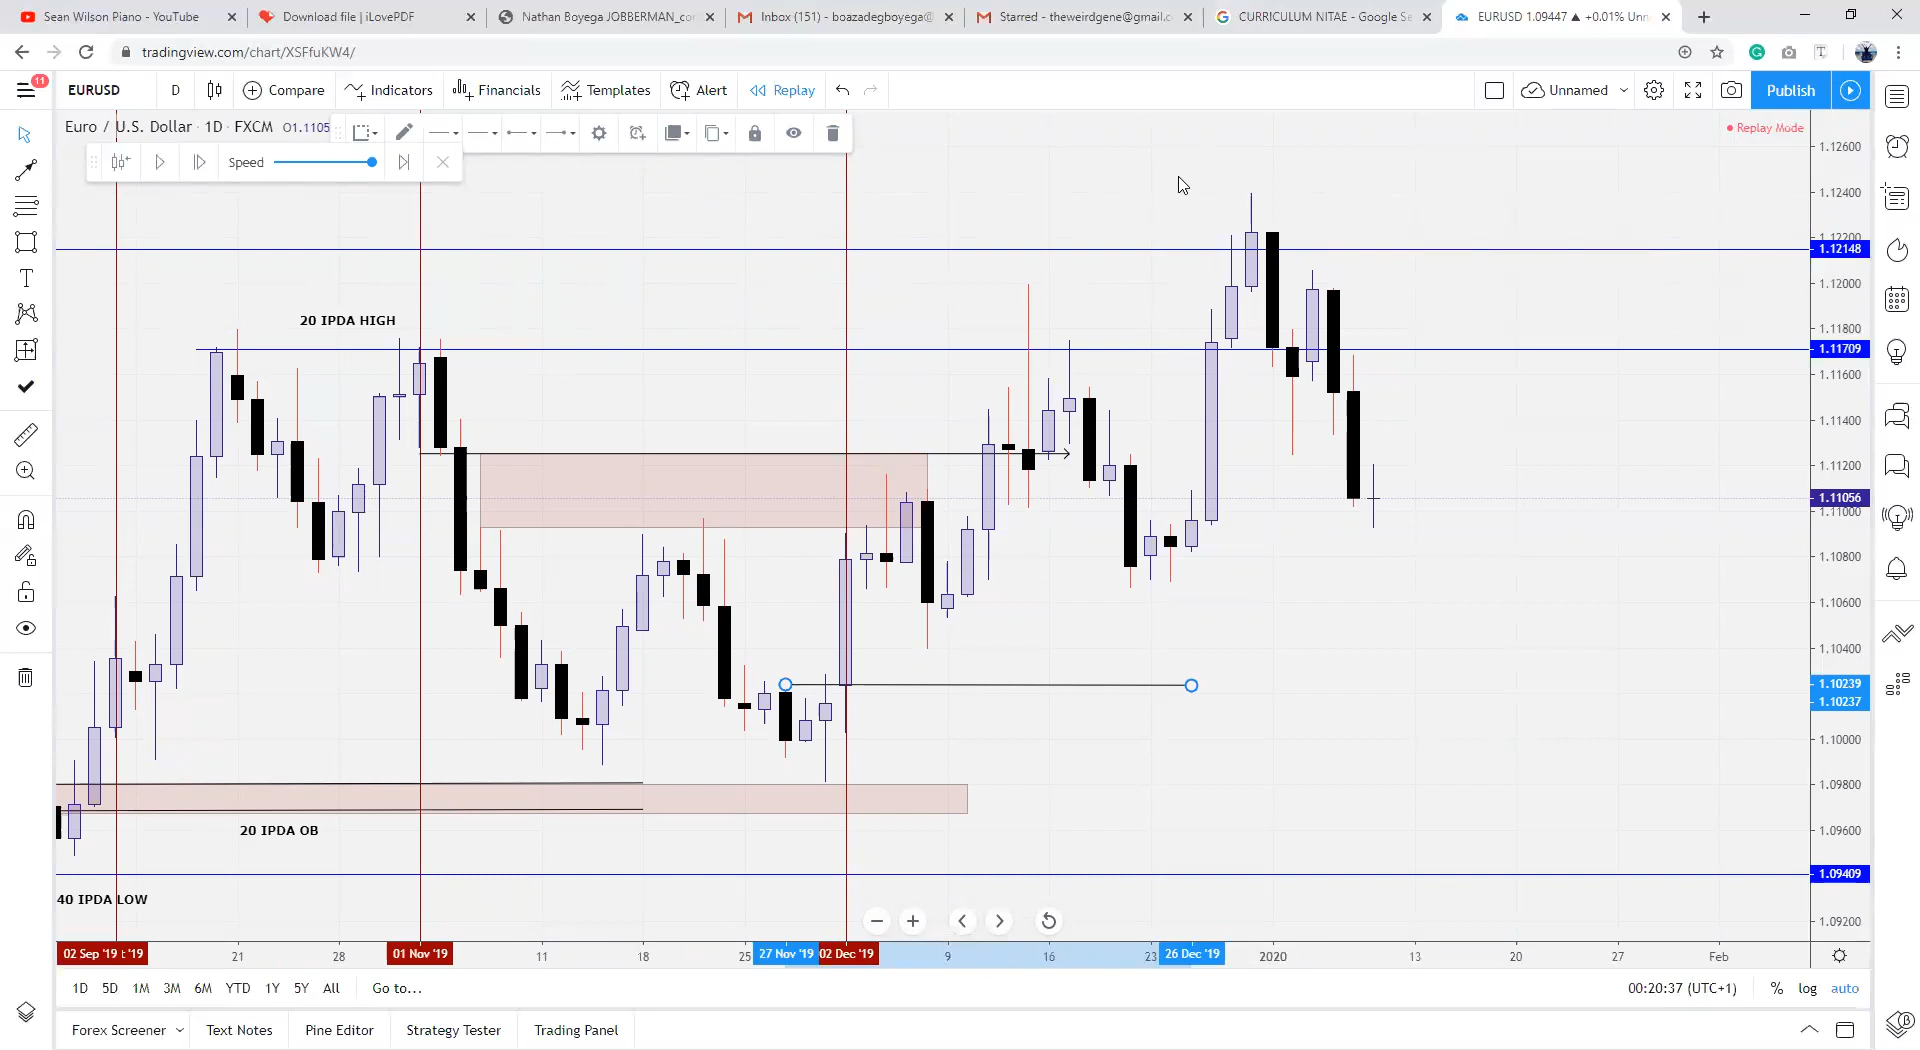 Sean Wilson Piano - YouTube
Download file | iLovePDF
Nathan Boyega JOBBERMAN_co
Inbox (151) - boazadegboyega@
Starred - theweirdgene@gmail.c
CURRICULUM NITAE - Google Se
EURUSD 1.09447 ▲ +0.01% Unn
tradingview.com/chart/XSFfuKW4/
11
EURUSD
D
Compare
Indicators
Financials
Templates
Alert
Replay
Unnamed
Publish
Euro / U.S. Dollar · 1D · FXCM O1.1105
Replay Mode
Speed
1.12600
1.12400
1.12200
1.12148
1.12000
20 IPDA HIGH
1.11800
1.11709
1.11600
1.11400
1.11200
1.11056
1.11000
1.10800
1.10600
1.10400
1.10239
1.10237
1.10000
1.09800
20 IPDA OB
1.09600
1.09409
40 IPDA LOW
1.09200
02 Sep '19
t '19
21
28
01 Nov '19
11
18
25
27 Nov '19
02 Dec '19
9
16
23
26 Dec '19
2020
13
20
27
Feb
1D
5D
1M
3M
6M
YTD
1Y
5Y
All
Go to...
00:20:37 (UTC+1)
%
log
auto
Forex Screener
Text Notes
Pine Editor
Strategy Tester
Trading Panel